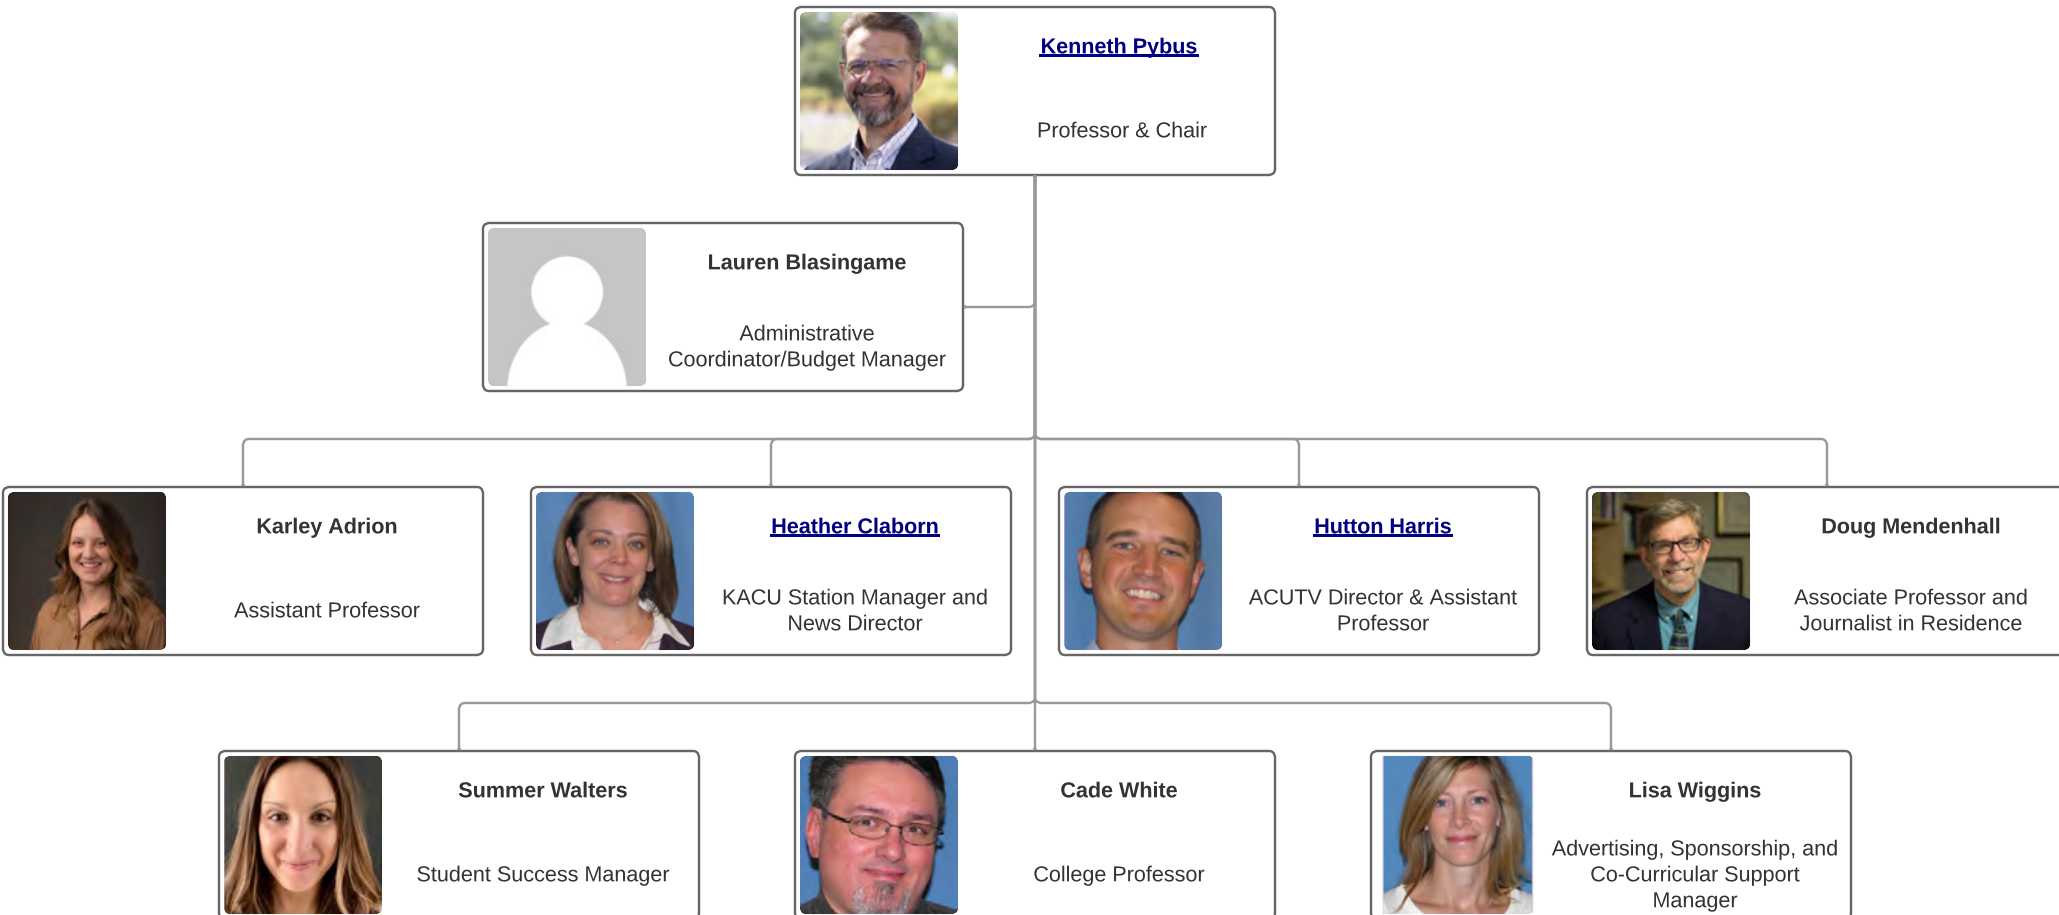 Kenneth Pybus
Professor & Chair
Lauren Blasingame
Administrative
Coordinator/Budget Manager
Karley Adrion
Assistant Professor
Heather Claborn
KACU Station Manager and
News Director
Hutton Harris
ACUTV Director & Assistant
Professor
Doug Mendenhall
Associate Professor and
Journalist in Residence
Summer Walters
Student Success Manager
Cade White
College Professor
Lisa Wiggins
Advertising, Sponsorship, and
Co-Curricular Support
Manager